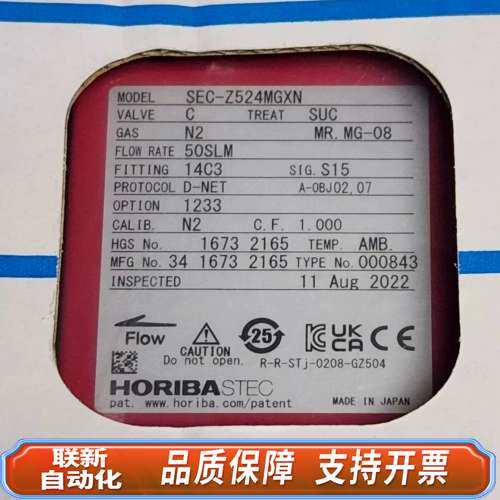 MODEL SEC-Z524MGXN
VALVE C TREAT SUC
GAS N2 MR,MG-08
FLOW RATE 50SLM
FITTING 14C3 SIG. S15
PROTOCOL D-NET A-0BJ02,07
OPTION 1233
CALIB. N2 C.F. 1.000
HGS No. 1673 2165 TEMP. AMB.
MFG No. 34 1673 2165 TYPE No. 000843
INSPECTED 11 Aug 2022
Flow
CAUTION
Do not open.
25
UK CA CE
R-R-STj-0208-GZ504
HORIBASTEC
pat. www.horiba.com/patent MADE IN JAPAN
联新
自动化
品质保障 支持开票